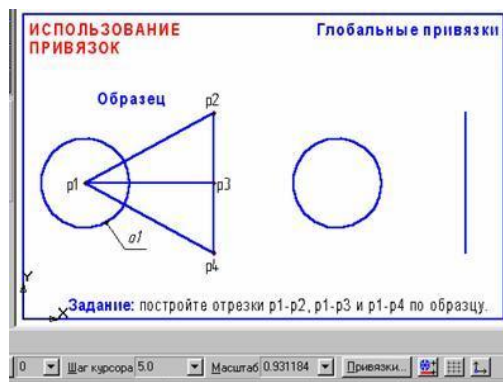 ИСПОЛЬЗОВАНИЕ
ПРИВЯЗОК
Глобальные привязки
Образец
p2
p1
p3
a1
p4
Y
X
Задание: постройте отрезки p1-p2, p1-p3 и p1-p4 по образцу.
0 Шаг курсора 5.0 Масштаб 0.931184 Привязки...